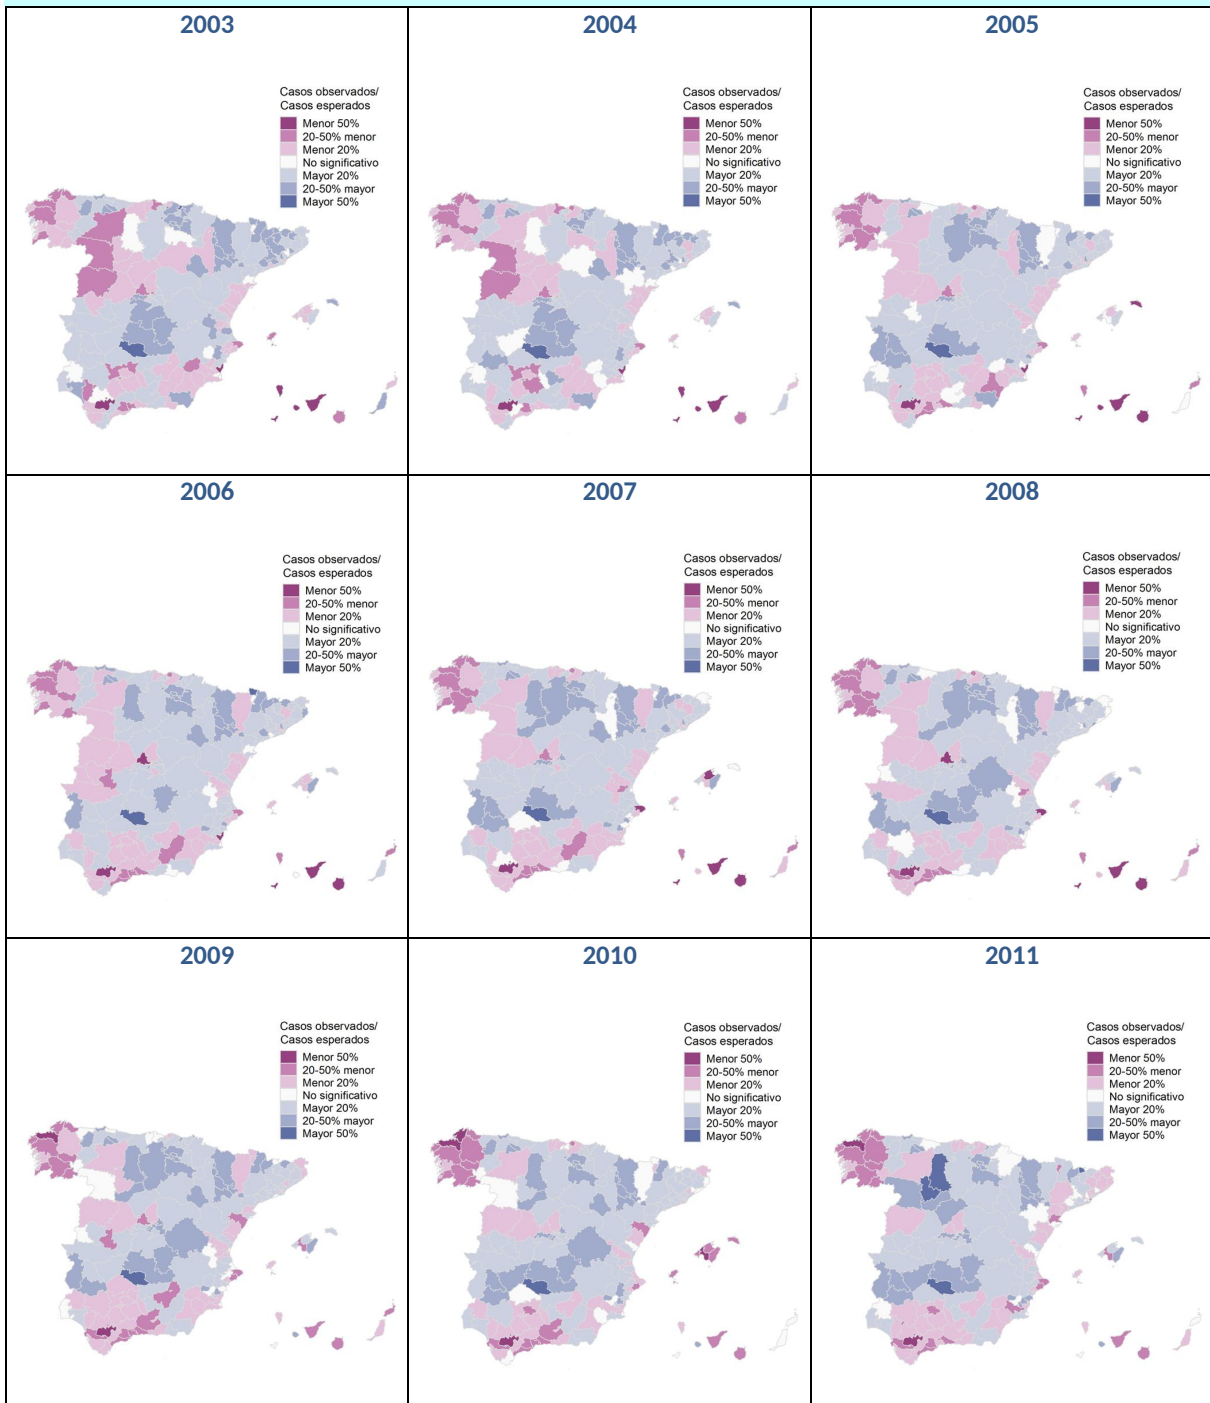 2003
Casos observados/
Casos esperados
Menor 50%
20-50% menor
Menor 20%
No significativo
Mayor 20%
20-50% mayor
Mayor 50%
2004
Casos observados/
Casos esperados
Menor 50%
20-50% menor
Menor 20%
No significativo
Mayor 20%
20-50% mayor
Mayor 50%
2005
Casos observados/
Casos esperados
Menor 50%
20-50% menor
Menor 20%
No significativo
Mayor 20%
20-50% mayor
Mayor 50%
2006
Casos observados/
Casos esperados
Menor 50%
20-50% menor
Menor 20%
No significativo
Mayor 20%
20-50% mayor
Mayor 50%
2007
Casos observados/
Casos esperados
Menor 50%
20-50% menor
Menor 20%
No significativo
Mayor 20%
20-50% mayor
Mayor 50%
2008
Casos observados/
Casos esperados
Menor 50%
20-50% menor
Menor 20%
No significativo
Mayor 20%
20-50% mayor
Mayor 50%
2009
Casos observados/
Casos esperados
Menor 50%
20-50% menor
Menor 20%
No significativo
Mayor 20%
20-50% mayor
Mayor 50%
2010
Casos observados/
Casos esperados
Menor 50%
20-50% menor
Menor 20%
No significativo
Mayor 20%
20-50% mayor
Mayor 50%
2011
Casos observados/
Casos esperados
Menor 50%
20-50% menor
Menor 20%
No significativo
Mayor 20%
20-50% mayor
Mayor 50%